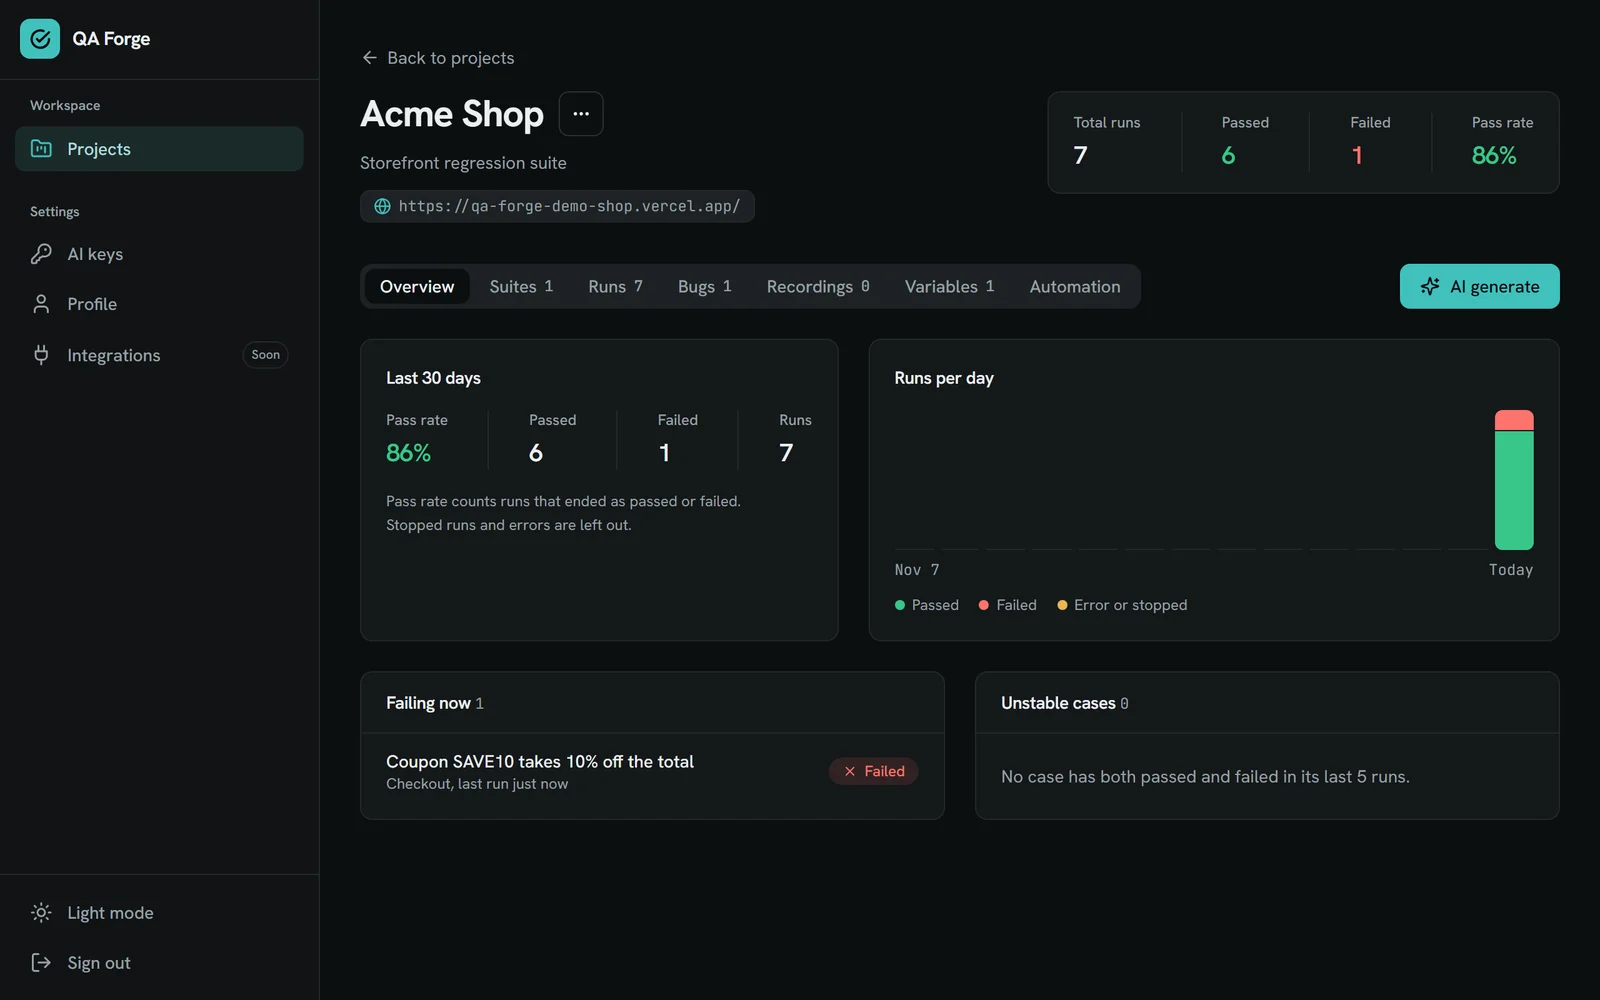 QA Forge
Workspace
Projects
Settings
AI keys
Profile
Integrations Soon
Light mode
Sign out
Back to projects
Acme Shop
Storefront regression suite
https://qa-forge-demo-shop.vercel.app/
Total runs Passed Failed Pass rate
7 6 1 86%
Overview Suites 1 Runs 7 Bugs 1 Recordings 0 Variables 1 Automation
AI generate
Last 30 days
Pass rate Passed Failed Runs
86% 6 1 7
Pass rate counts runs that ended as passed or failed.
Stopped runs and errors are left out.
Runs per day
Nov 7 Today
Passed Failed Error or stopped
Failing now 1
Coupon SAVE10 takes 10% off the total
Checkout, last run just now
Failed
Unstable cases 0
No case has both passed and failed in its last 5 runs.